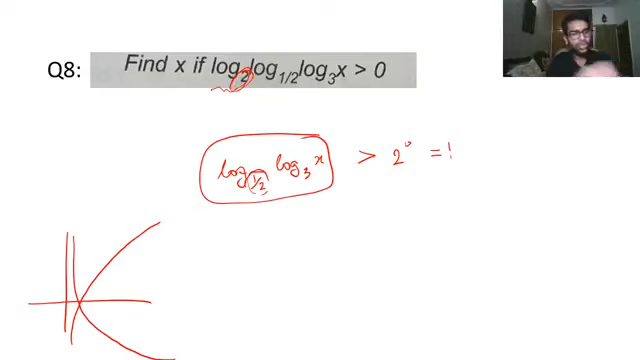 Q8: Find x if log₂log₁/₂log₃x > 0
log₁/₂ log₃ x > 2⁰ = 1